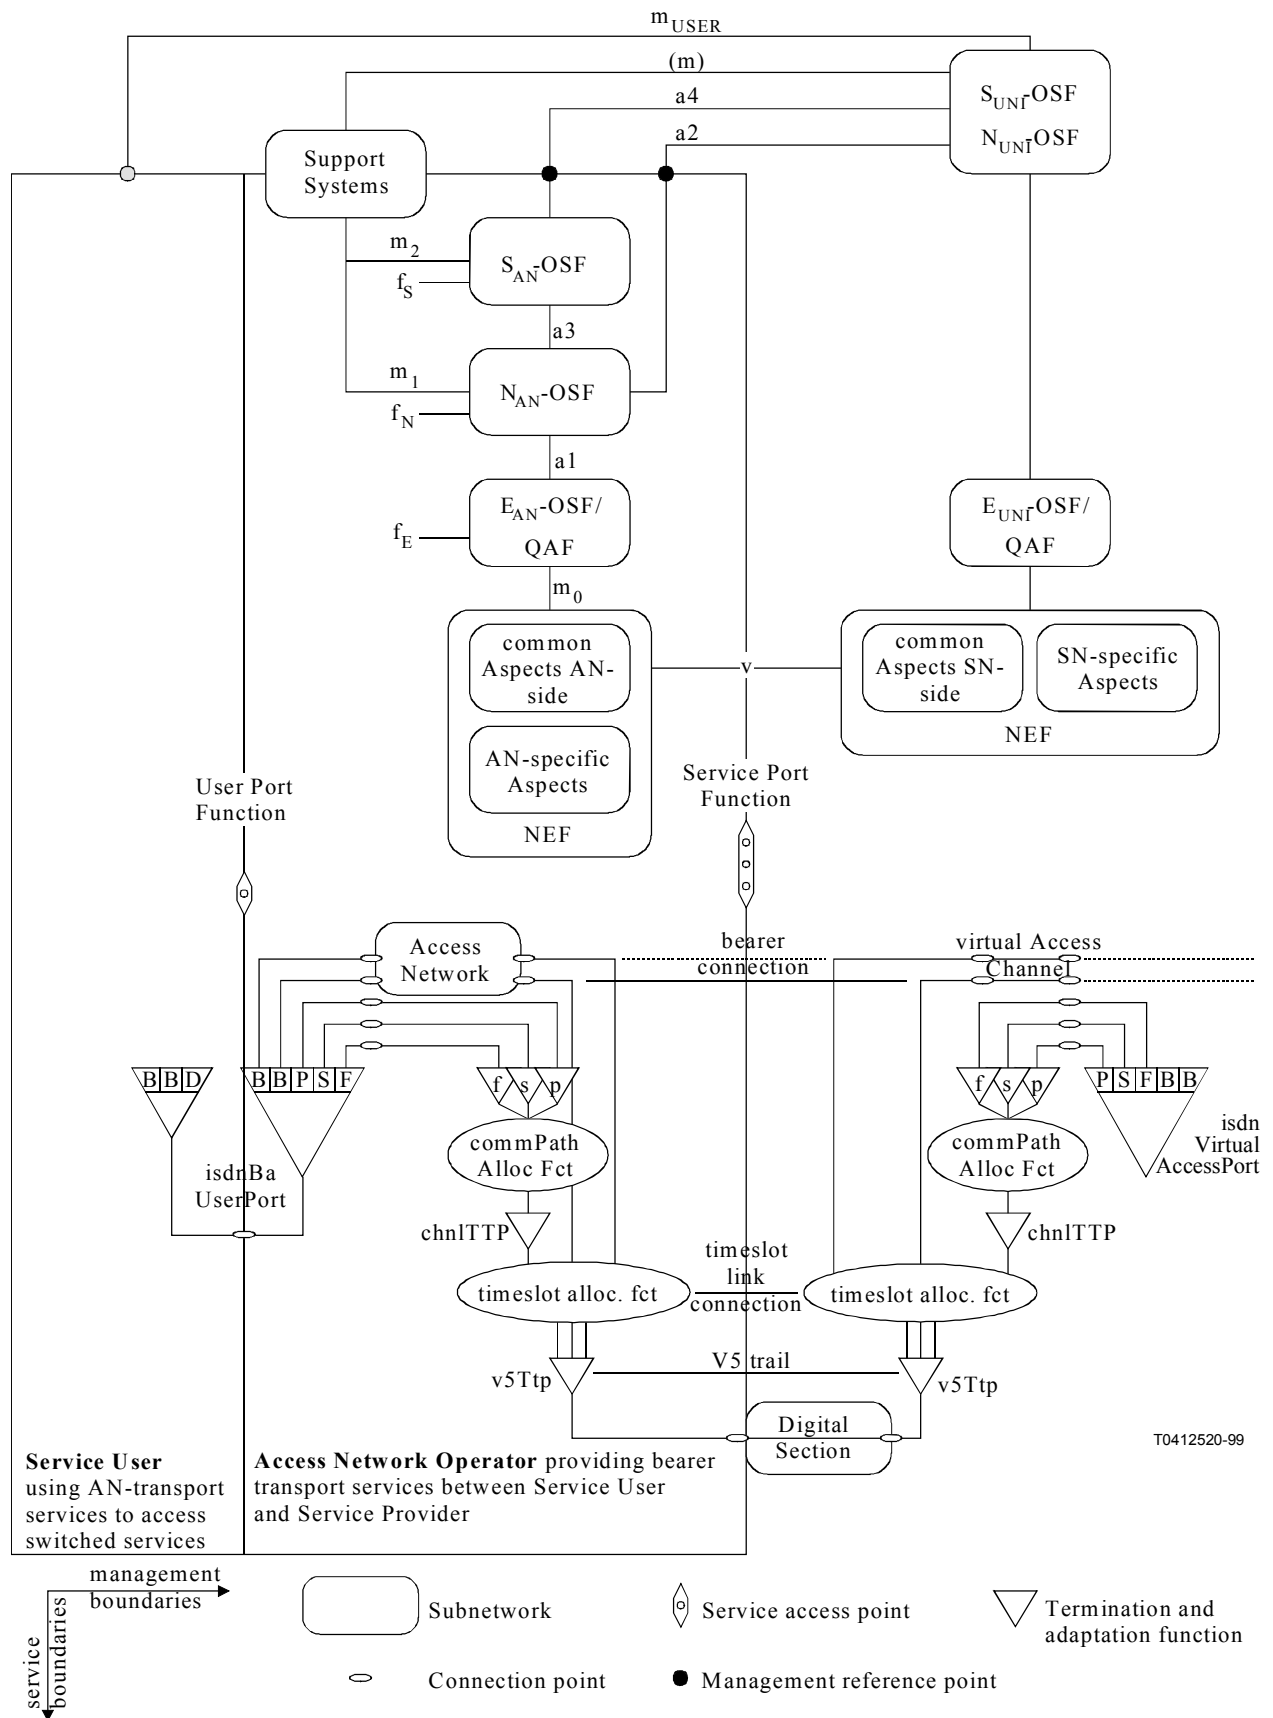 mUSER
(m)
a4
a2
SUNI-OSF
NUNI-OSF
Support
Systems
m2
SAN-OSF
fS
a3
m1
NAN-OSF
fN
a1
EAN-OSF/
QAF
fE
EUNI-OSF/
QAF
m0
common
Aspects AN-
side
v
common
Aspects SN-
side
SN-specific
Aspects
NEF
AN-specific
Aspects
NEF
User Port
Function
Service Port
Function
Access
Network
bearer
connection
virtual Access
Channel
B B D
B B P S F
f s p
f s p
P S F B B
commPath
Alloc Fct
commPath
Alloc Fct
isdn
Virtual
AccessPort
isdnBa
UserPort
chnlTTP
chnlTTP
timeslot
link
connection
timeslot alloc. fct
timeslot alloc. fct
V5 trail
v5Ttp
v5Ttp
Digital
Section
T0412520-99
Service User
using AN-transport
services to access
switched services
Access Network Operator providing bearer
transport services between Service User
and Service Provider
management
boundaries
service
boundaries
Subnetwork
Service access point
Termination and
adaptation function
Connection point
Management reference point